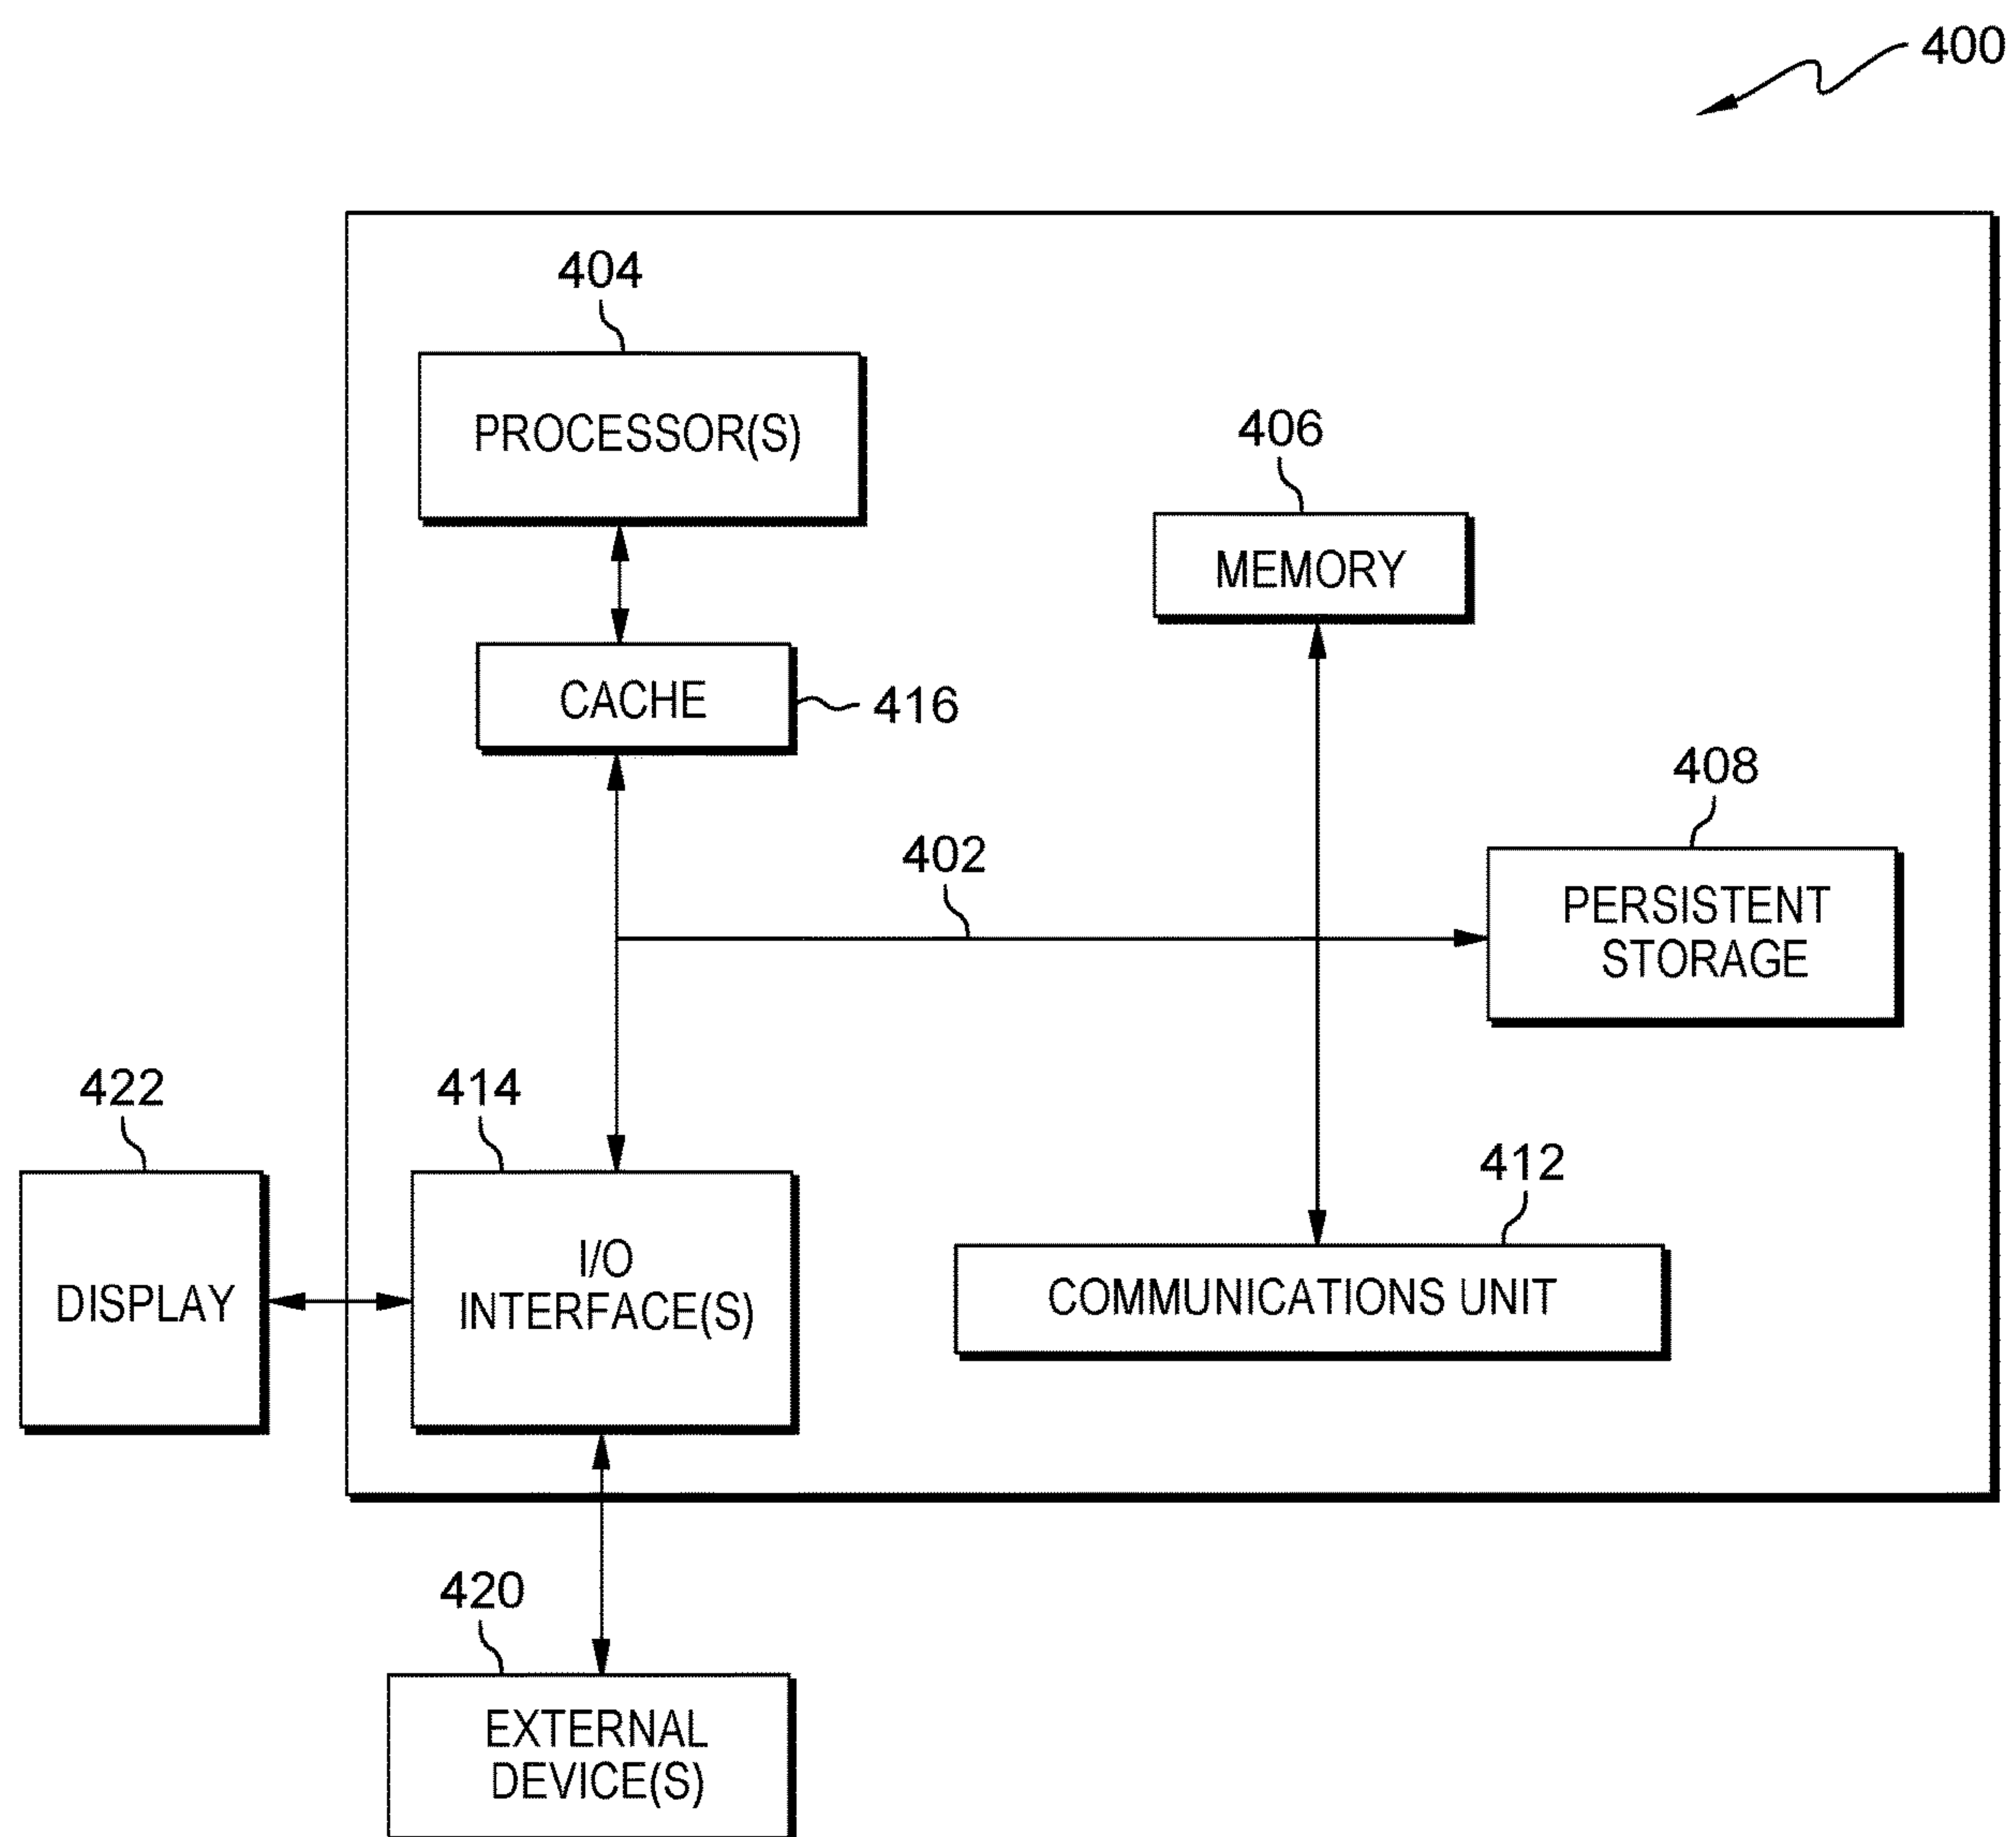 400
404
PROCESSOR(S)
406
MEMORY
CACHE
416
408
402
PERSISTENT
STORAGE
422
414
412
DISPLAY
I/O
INTERFACE(S)
COMMUNICATIONS UNIT
420
EXTERNAL
DEVICE(S)